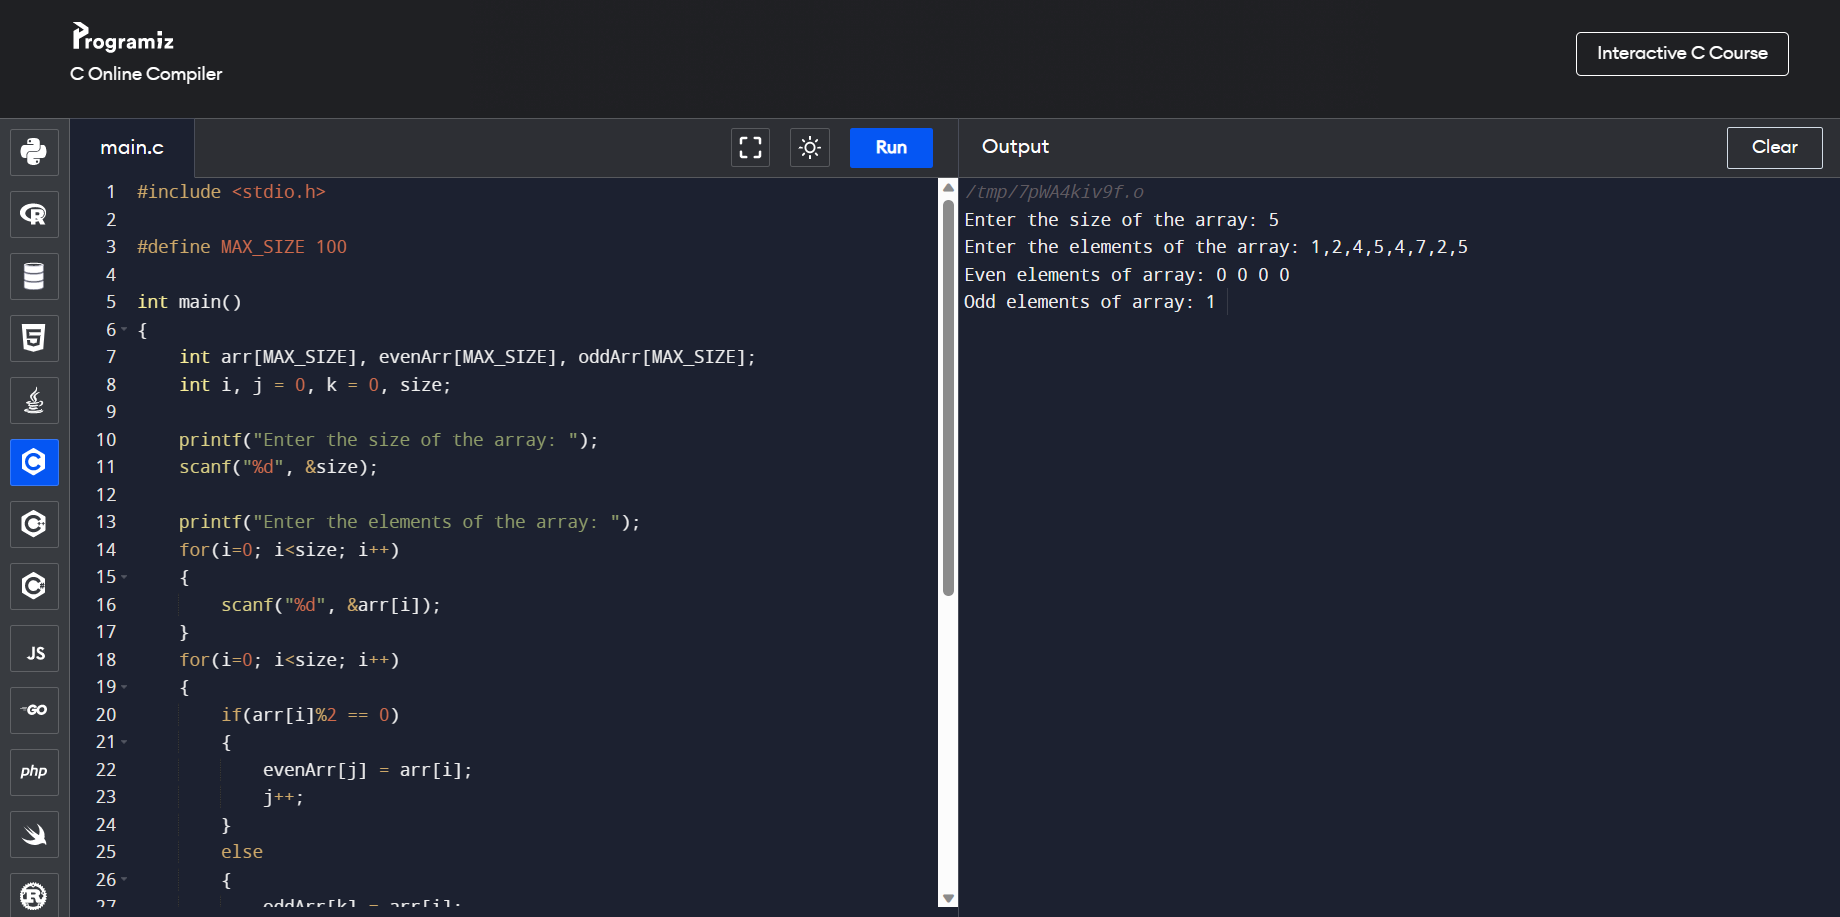 Programiz
C Online Compiler
Interactive C Course
main.c
Run
Output
Clear
1 #include <stdio.h>
2
3 #define MAX_SIZE 100
4
5 int main()
6 {
7     int arr[MAX_SIZE], evenArr[MAX_SIZE], oddArr[MAX_SIZE];
8     int i, j = 0, k = 0, size;
9
10     printf("Enter the size of the array: ");
11     scanf("%d", &size);
12
13     printf("Enter the elements of the array: ");
14     for(i=0; i<size; i++)
15     {
16         scanf("%d", &arr[i]);
17     }
18     for(i=0; i<size; i++)
19     {
20         if(arr[i]%2 == 0)
21         {
22             evenArr[j] = arr[i];
23             j++;
24         }
25         else
26         {
27             oddArr[k] = arr[i];
/tmp/7pWA4kiv9f.o
Enter the size of the array: 5
Enter the elements of the array: 1,2,4,5,4,7,2,5
Even elements of array: 0 0 0 0
Odd elements of array: 1
R
5
C
C
C
JS
GO
php
R